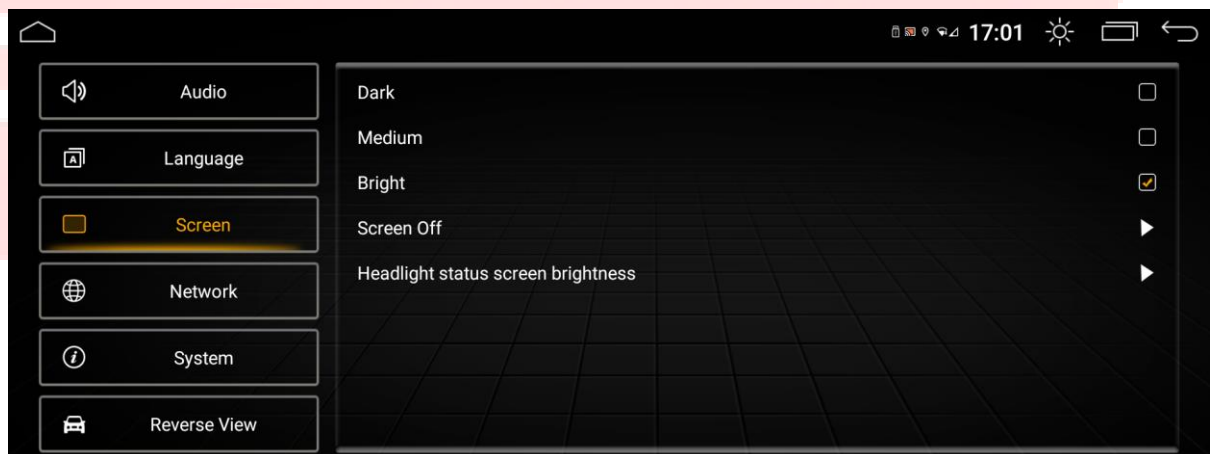 17:01
Audio
Language
Screen
Network
System
Reverse View
Dark
Medium
Bright
Screen Off
Headlight status screen brightness